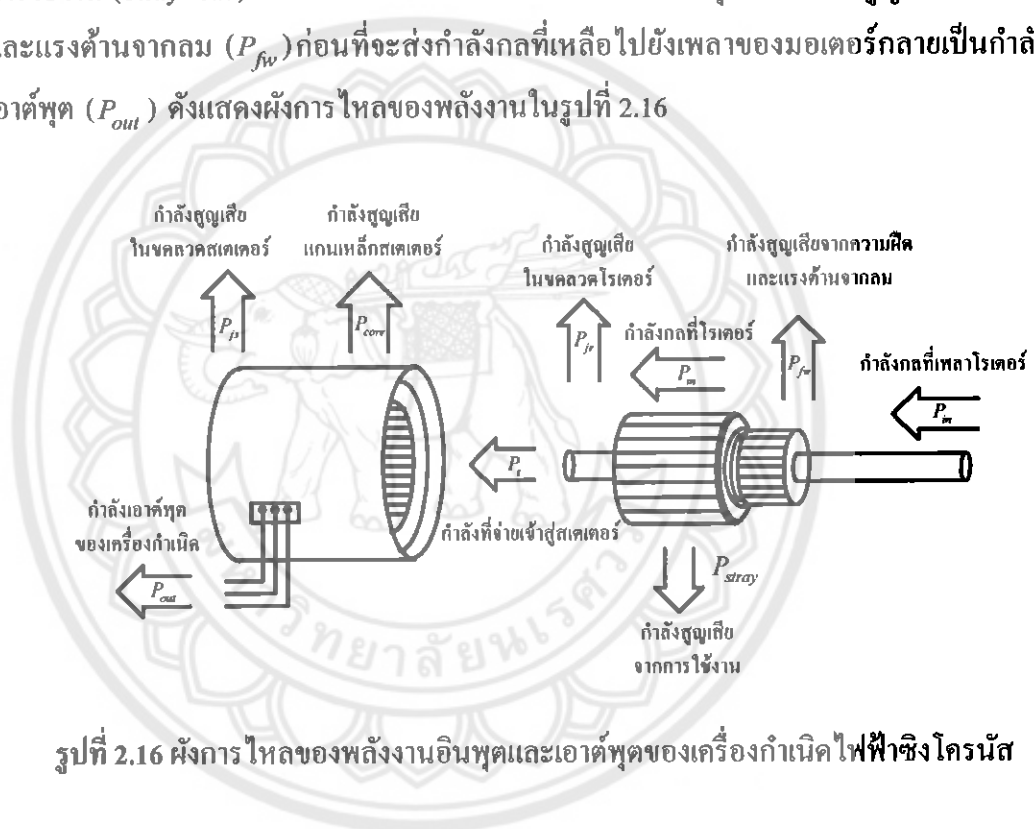 และแรงต้านจากลม (P_fw) ก่อนที่จะส่งกำลังกลที่เหลือไปยังเพลาของมอเตอร์กลายเป็นกำลั
อาต์พุต (P_out) ดังแสดงผังการไหลของพลังงานในรูปที่ 2.16
กำลังสูญเสีย
ในขดลวดสเตเตอร์
กำลังสูญเสีย
แกนเหล็กสเตเตอร์
กำลังสูญเสีย
ในขดลวดโรเตอร์
กำลังสูญเสียจากความฝืด
และแรงต้านจากลม
P_js
P_core
P_jr
กำลังกลที่โรเตอร์
P_m
P_fw
กำลังกลที่เพลาโรเตอร์
P_in
P_t
กำลังที่จ่ายเข้าสู่สเตเตอร์
กำลังเอาต์พุต
ของเครื่องกำเนิด
P_out
P_stray
กำลังสูญเสีย
จากการใช้งาน
รูปที่ 2.16 ผังการไหลของพลังงานอินพุตและเอาต์พุตของเครื่องกำเนิดไฟฟ้าซิงโครนัส